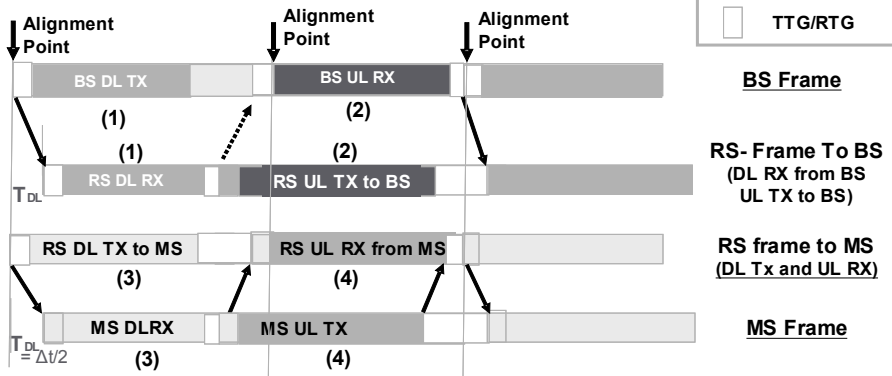 Alignment
Point
Alignment
Point
Alignment
Point
TTG/RTG
BS DL TX
BS UL RX
BS Frame
(1)
(2)
(1)
(2)
RS- Frame To BS
(DL RX from BS
UL TX to BS)
RS DL RX
RS UL TX to BS
TDL
RS DL TX to MS
RS UL RX from MS
RS frame to MS
(DL Tx and UL RX)
(3)
(4)
MS DLRX
MS UL TX
MS Frame
TDL
= Δt/2
(3)
(4)